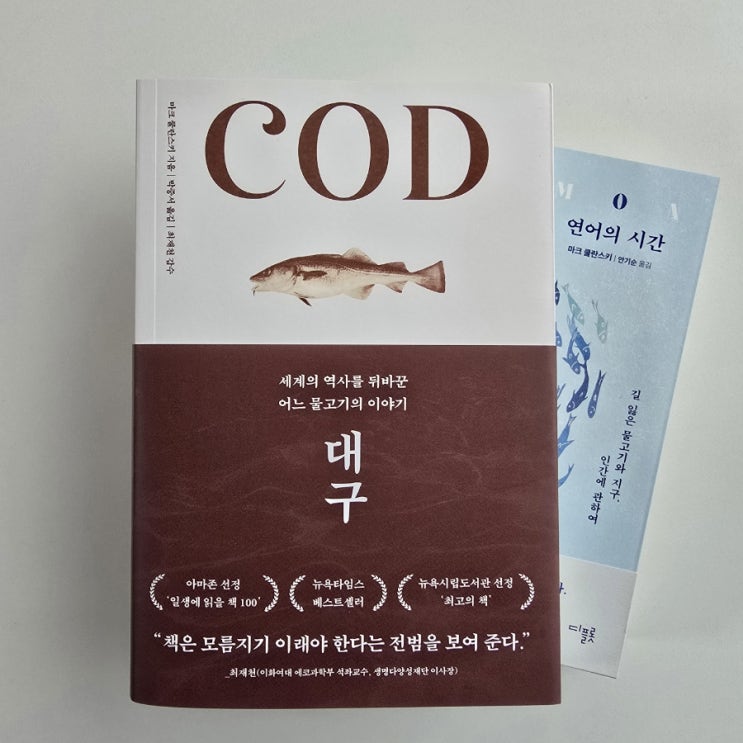 COD
마크 쿨란스키 지음 | 박중서 옮김 | 최재천 감수
세계의 역사를 뒤바꾼
어느 물고기의 이야기
대구
아마존 선정
‘일생에 읽을 책 100’
뉴욕타임스
베스트셀러
뉴욕시립도서관 선정
‘최고의 책’
“책은 모름지기 이래야 한다는 전범을 보여 준다.”
_최재천(이화여대 에코과학부 석좌교수, 생명다양성재단 이사장)
M O N
연어의 시간
마크 쿨란스키 | 안기순 옮김
길 잃은 물고기와 지구,
인간에 관하여
다.
디플롯